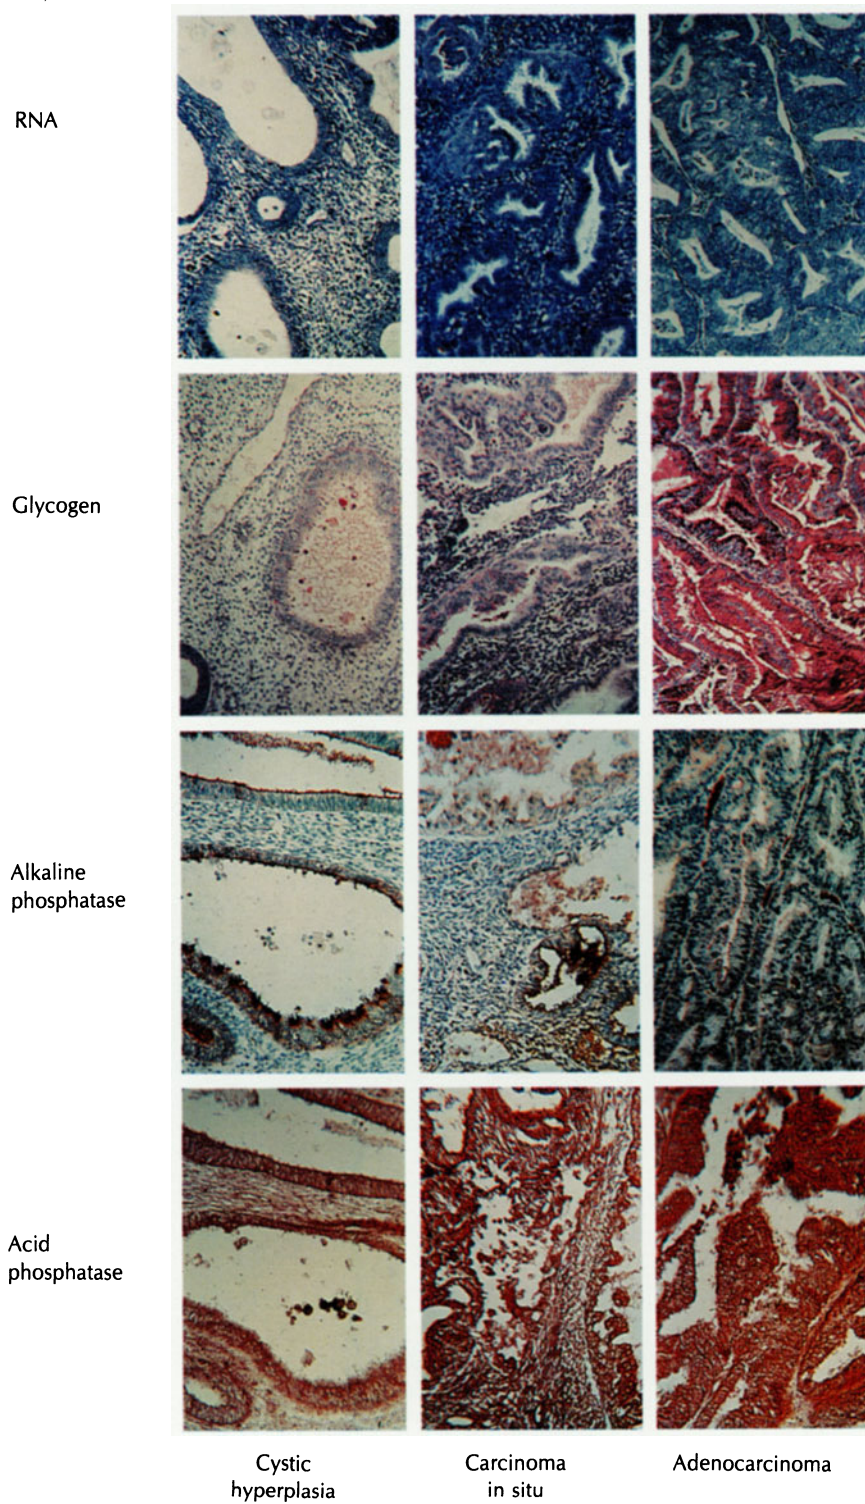 RNA
Glycogen
Alkaline
phosphatase
Acid
phosphatase
Cystic
hyperplasia
Carcinoma
in situ
Adenocarcinoma